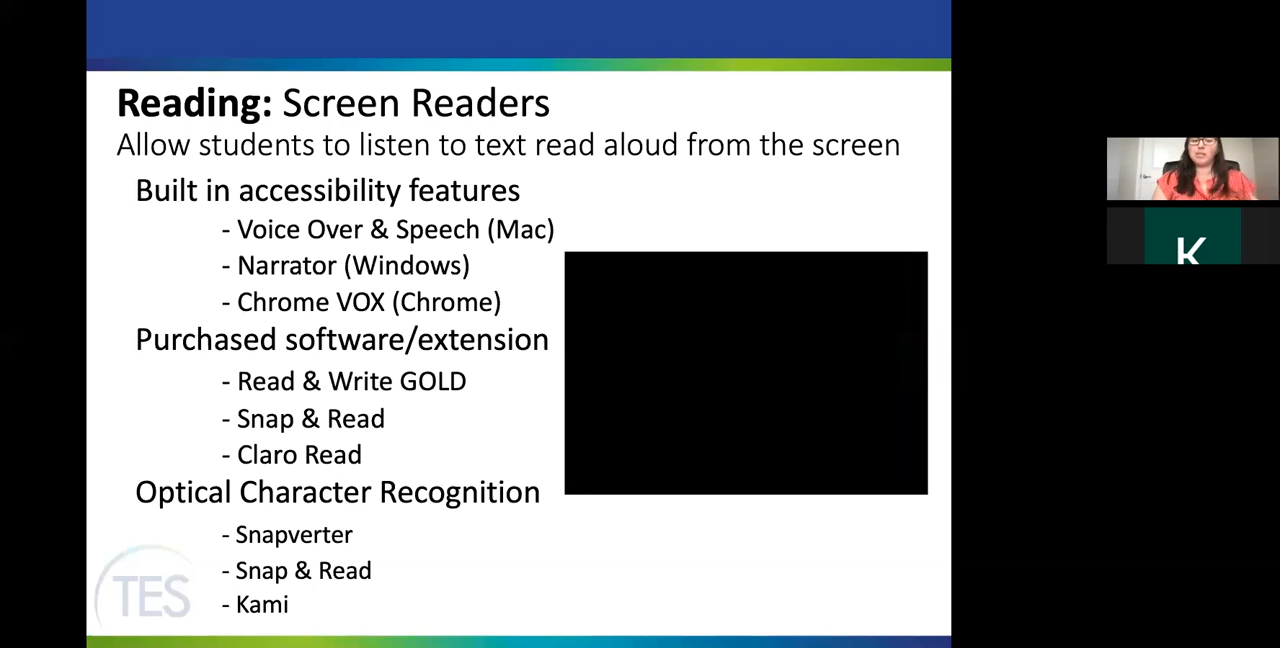 Reading: Screen Readers
Allow students to listen to text read aloud from the screen
Built in accessibility features
- Voice Over & Speech (Mac)
- Narrator (Windows)
- Chrome VOX (Chrome)
Purchased software/extension
- Read & Write GOLD
- Snap & Read
- Claro Read
Optical Character Recognition
- Snapverter
- Snap & Read
- Kami
TES
K